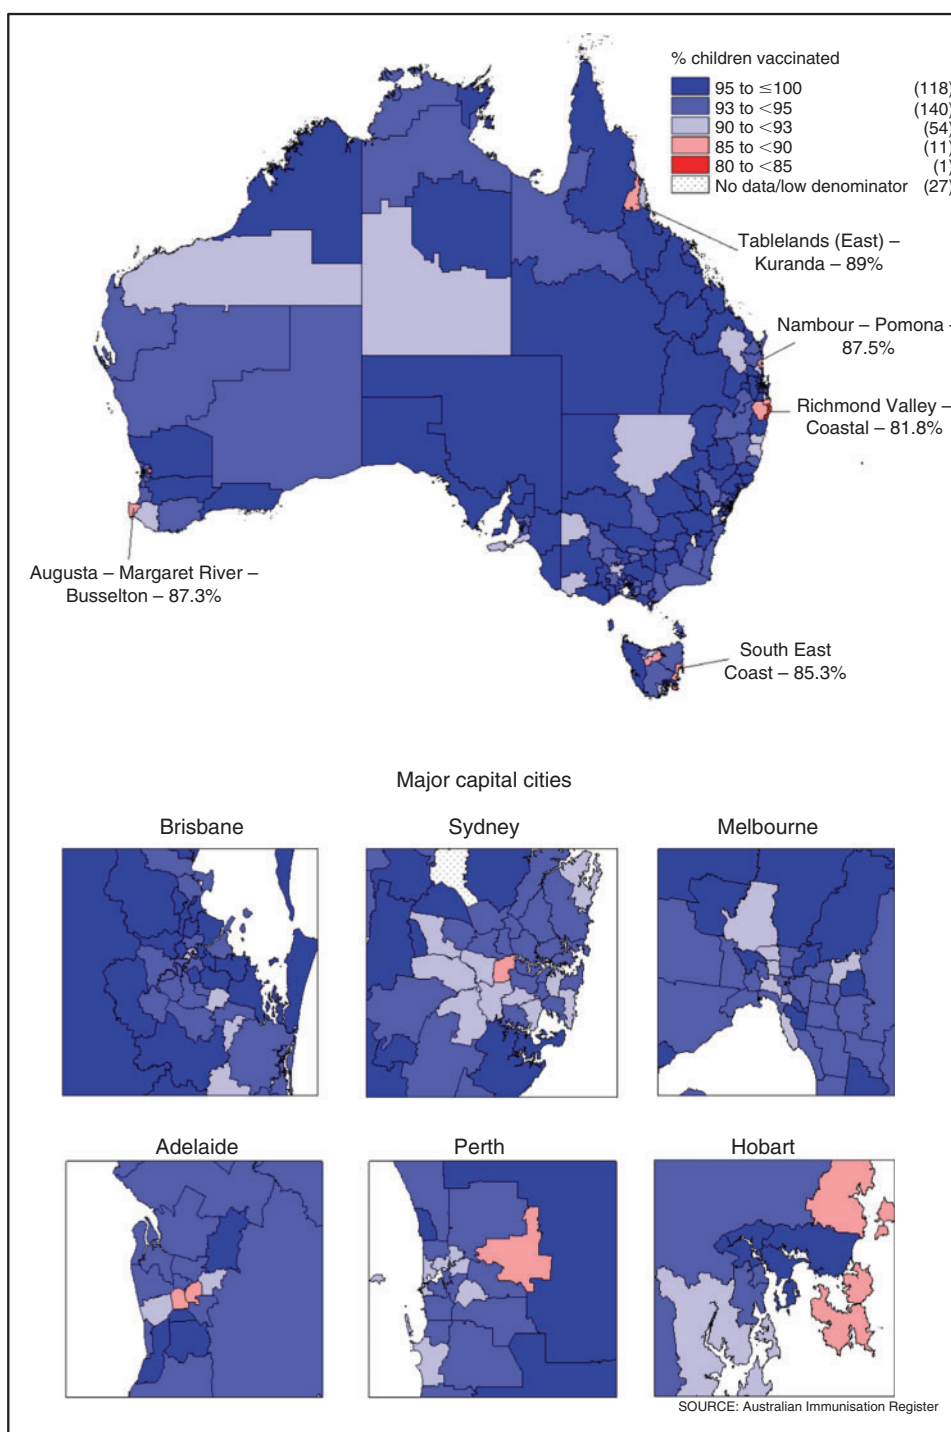 % children vaccinated
95 to ≤100 (118)
93 to <95 (140)
90 to <93 (54)
85 to <90 (11)
80 to <85 (1)
No data/low denominator (27)
Tablelands (East) –
Kuranda – 89%
Nambour – Pomona –
87.5%
Richmond Valley –
Coastal – 81.8%
Augusta – Margaret River –
Busselton – 87.3%
South East
Coast – 85.3%
Major capital cities
Brisbane
Sydney
Melbourne
Adelaide
Perth
Hobart
SOURCE: Australian Immunisation Register